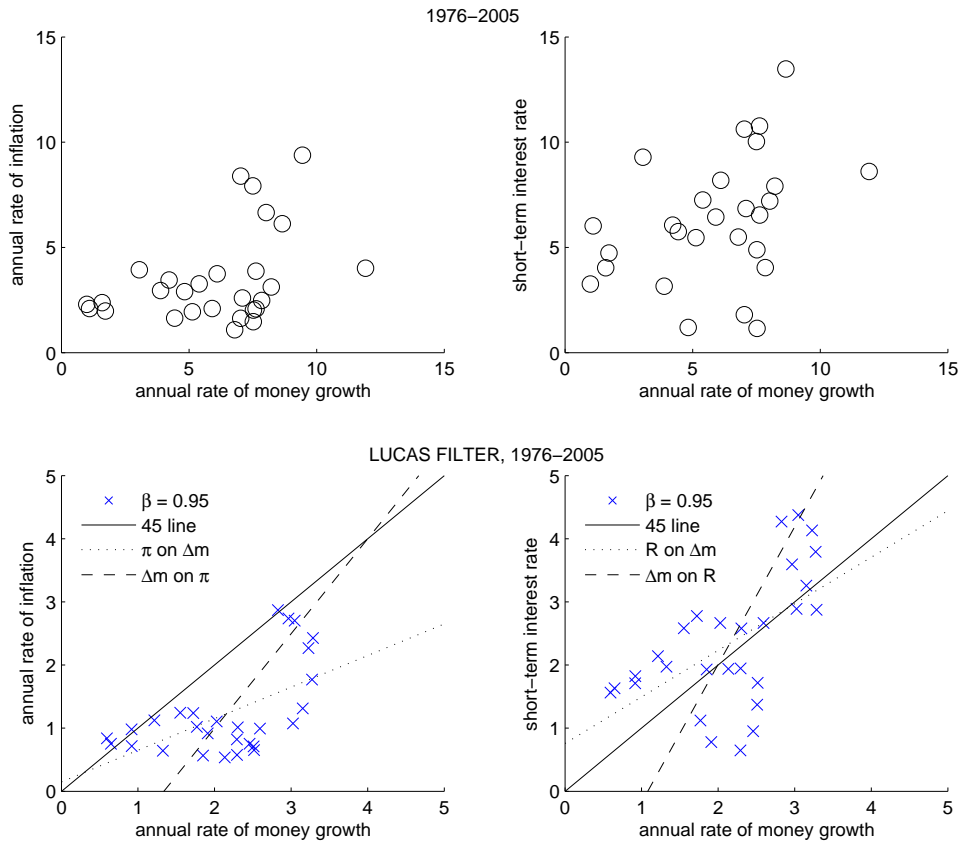 1976−2005
15
10
5
0
annual rate of inflation
0 5 10 15
annual rate of money growth
15
10
5
0
short−term interest rate
0 5 10 15
annual rate of money growth
LUCAS FILTER, 1976−2005
5
4
3
2
1
0
annual rate of inflation
β = 0.95
45 line
π on Δm
Δm on π
0 1 2 3 4 5
annual rate of money growth
5
4
3
2
1
0
short−term interest rate
β = 0.95
45 line
R on Δm
Δm on R
0 1 2 3 4 5
annual rate of money growth